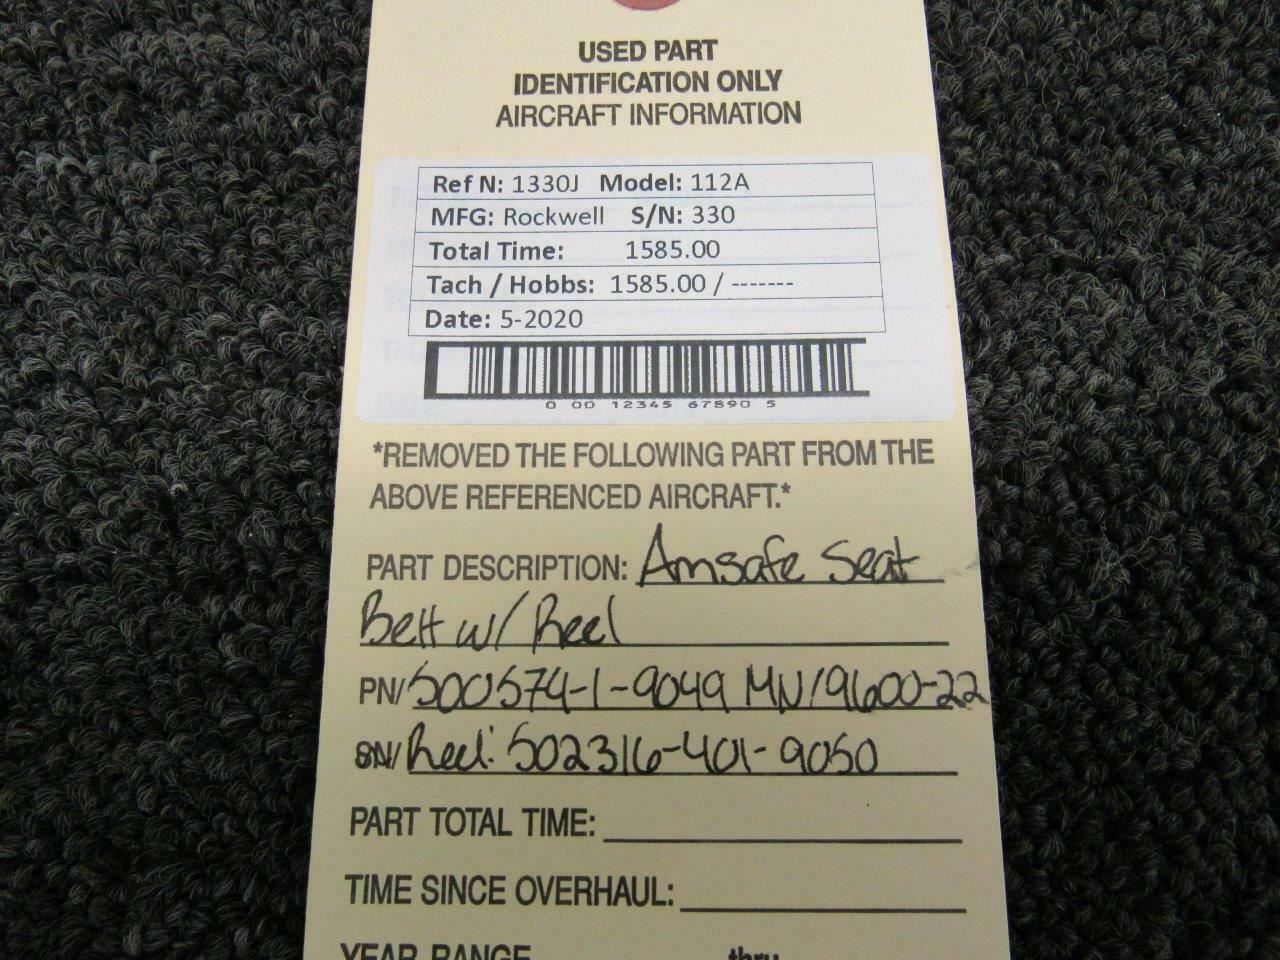 USED PART
IDENTIFICATION ONLY
AIRCRAFT INFORMATION
Ref N: 1330J Model: 112A
MFG: Rockwell S/N: 330
Total Time: 1585.00
Tach / Hobbs: 1585.00 / -------
Date: 5-2020
0 00 12345 67890 5
*REMOVED THE FOLLOWING PART FROM THE
ABOVE REFERENCED AIRCRAFT.*
PART DESCRIPTION: Amsafe Seat
Belt w/ Reel
PN/ 500574-1-9049 MN/9600-22
SN/ Reel: 502316-401-9050
PART TOTAL TIME:
TIME SINCE OVERHAUL:
YEAR RANGE thru